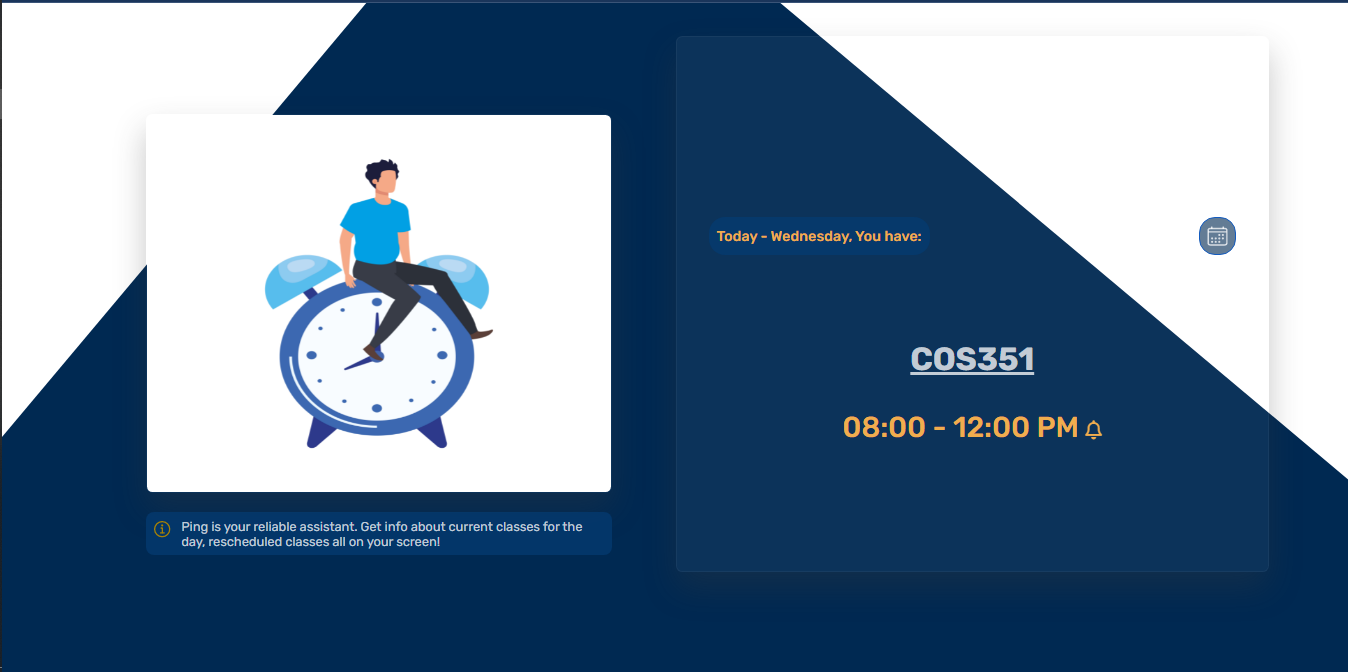 Today - Wednesday, You have:
COS351
08:00 - 12:00 PM
Ping is your reliable assistant. Get info about current classes for the
day, rescheduled classes all on your screen!